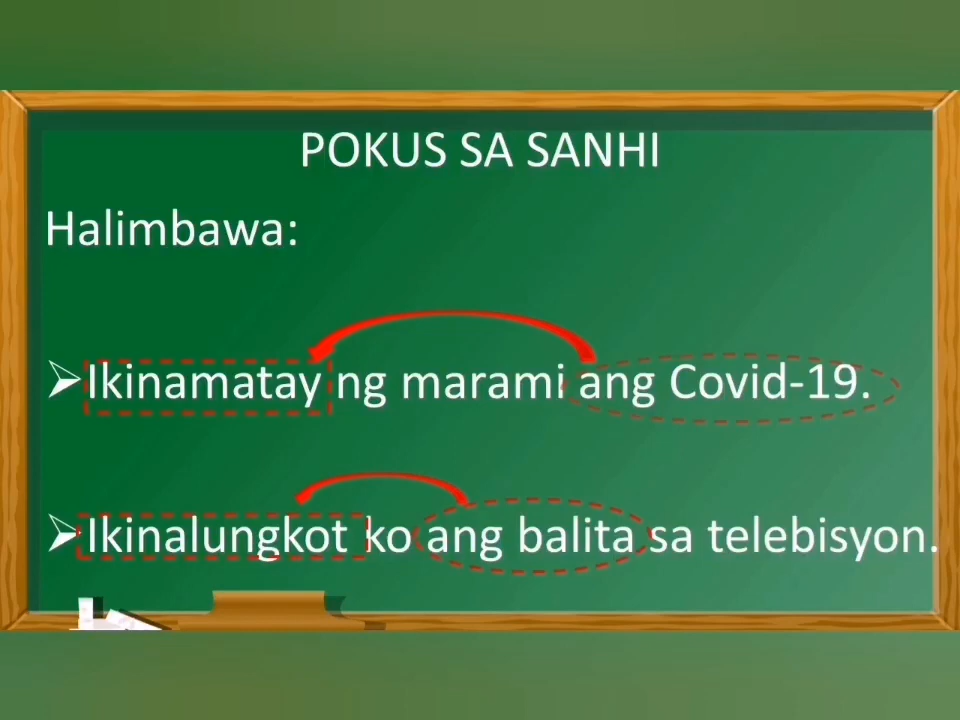 POKUS SA SANHI
Halimbawa:
➢Ikinamatay ng marami ang Covid-19.
➢Ikinalungkot ko ang balita sa telebisyon.